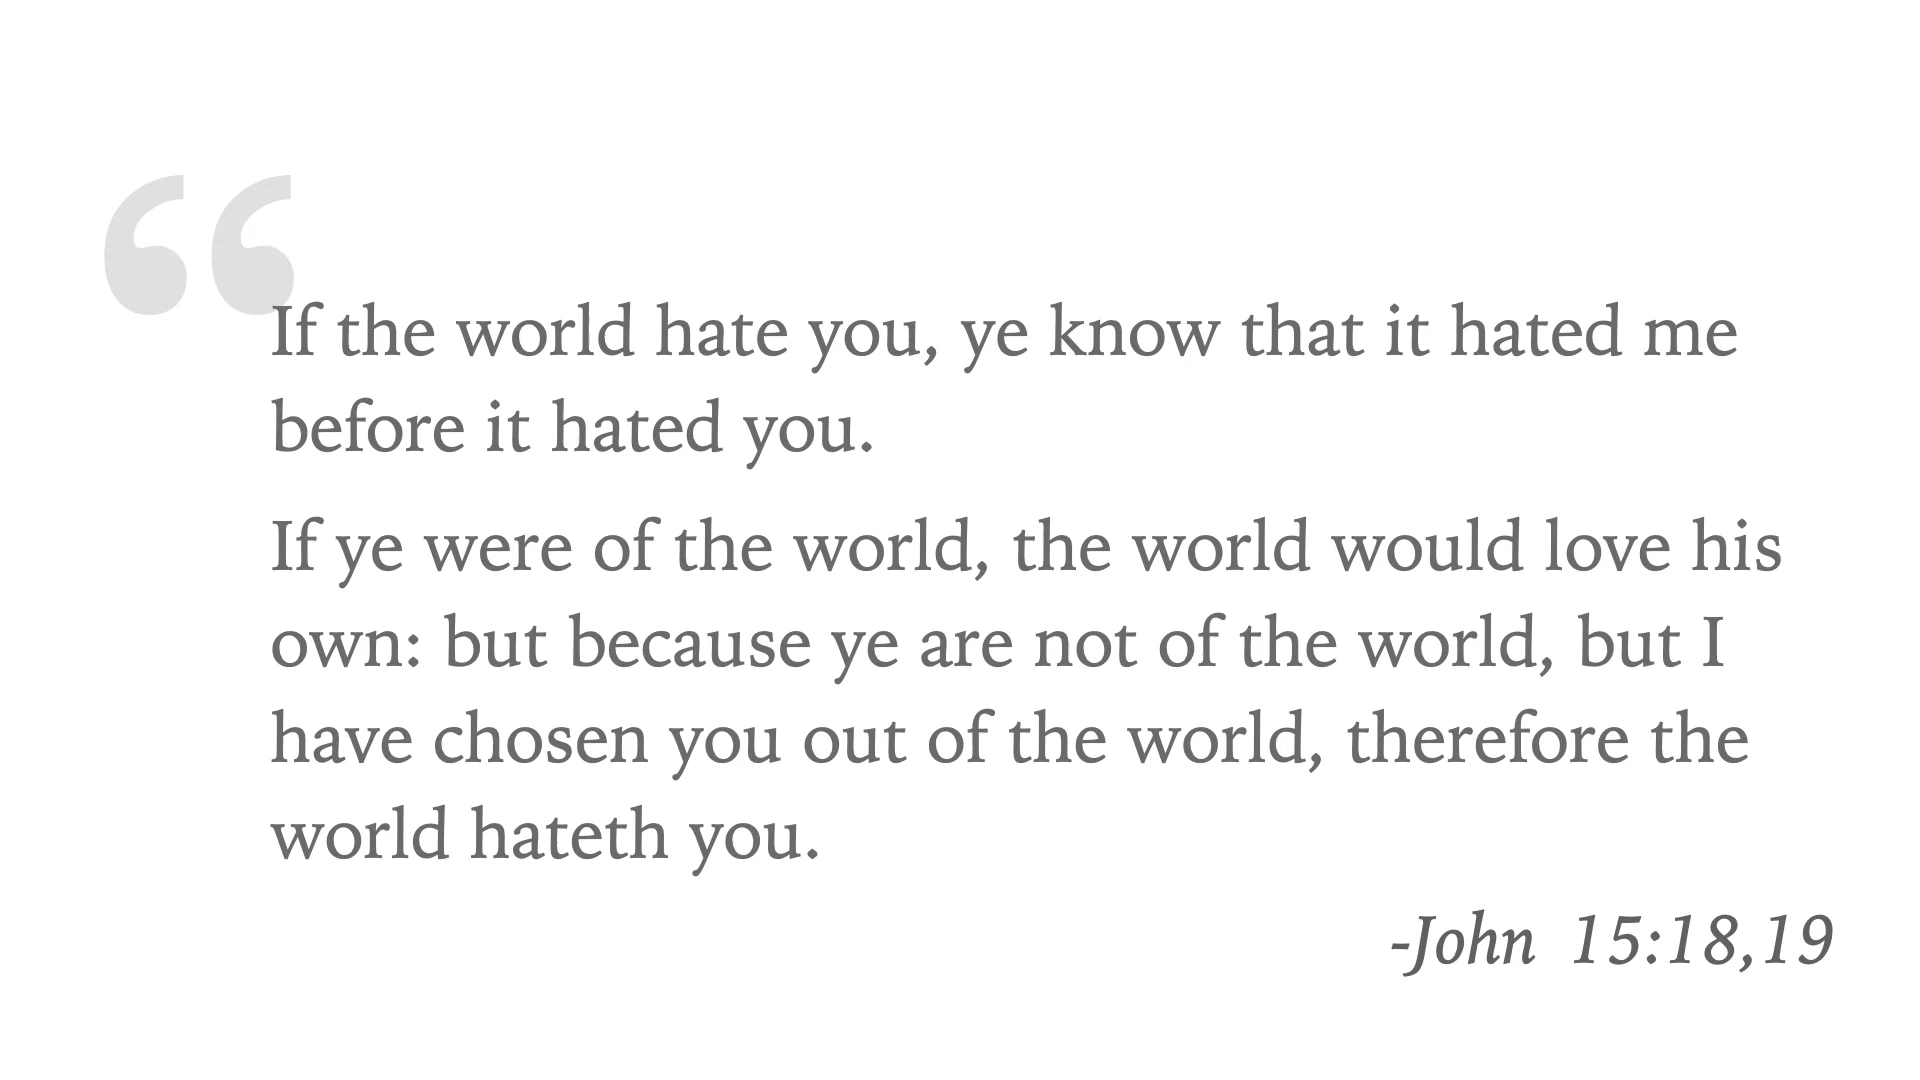 “
If the world hate you, ye know that it hated me
before it hated you.
If ye were of the world, the world would love his
own: but because ye are not of the world, but I
have chosen you out of the world, therefore the
world hateth you.
-John 15:18,19